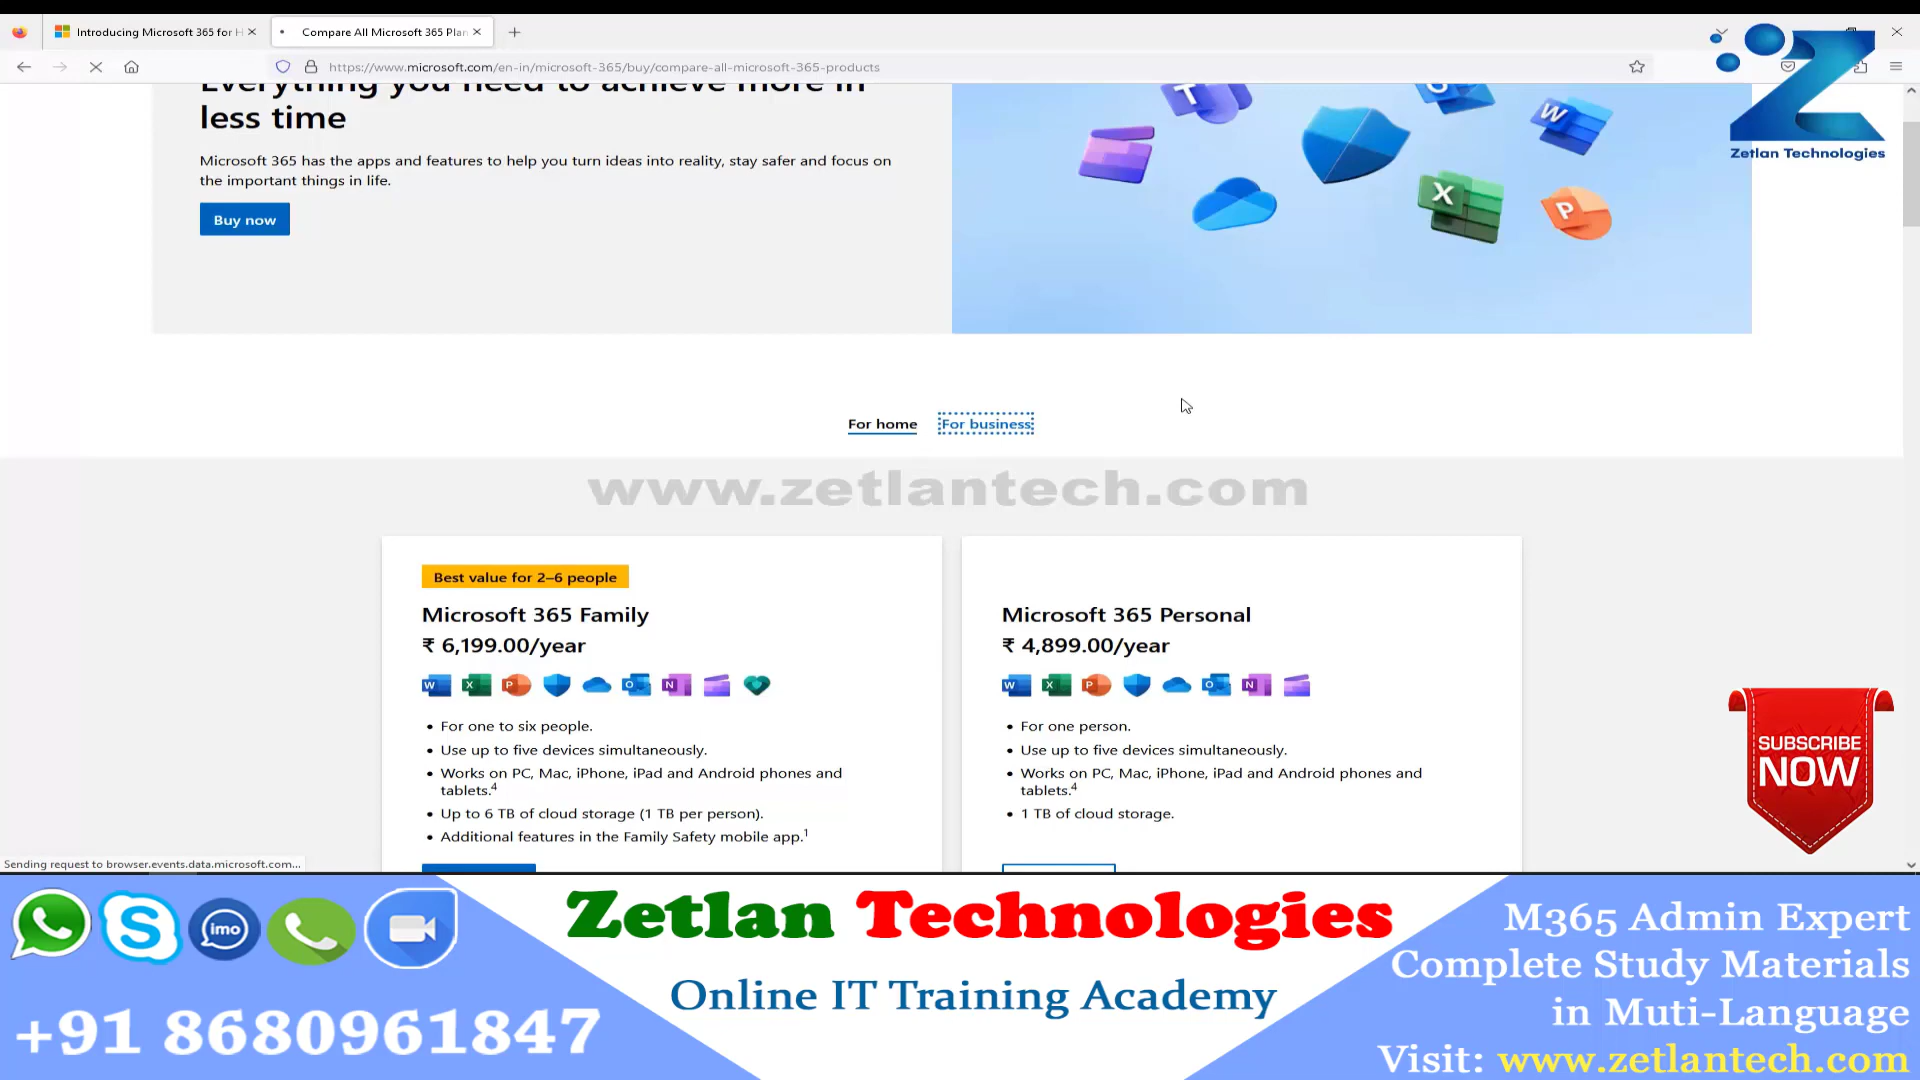 Introducing Microsoft 365 for H
Compare All Microsoft 365 Plan
https://www.microsoft.com/en-in/microsoft-365/buy/compare-all-microsoft-365-products
Zetlan Technologies
Everything you need to achieve more in
less time
Microsoft 365 has the apps and features to help you turn ideas into reality, stay safer and focus on
the important things in life.
Buy now
For home
For business
www.zetlantech.com
Best value for 2–6 people
Microsoft 365 Family
₹ 6,199.00/year
• For one to six people.
• Use up to five devices simultaneously.
• Works on PC, Mac, iPhone, iPad and Android phones and
tablets.4
• Up to 6 TB of cloud storage (1 TB per person).
• Additional features in the Family Safety mobile app.1
Microsoft 365 Personal
₹ 4,899.00/year
• For one person.
• Use up to five devices simultaneously.
• Works on PC, Mac, iPhone, iPad and Android phones and
tablets.4
• 1 TB of cloud storage.
SUBSCRIBE
NOW
Sending request to browser.events.data.microsoft.com...
imo
+91 8680961847
Zetlan Technologies
Online IT Training Academy
M365 Admin Expert
Complete Study Materials
in Muti-Language
Visit: www.zetlantech.com